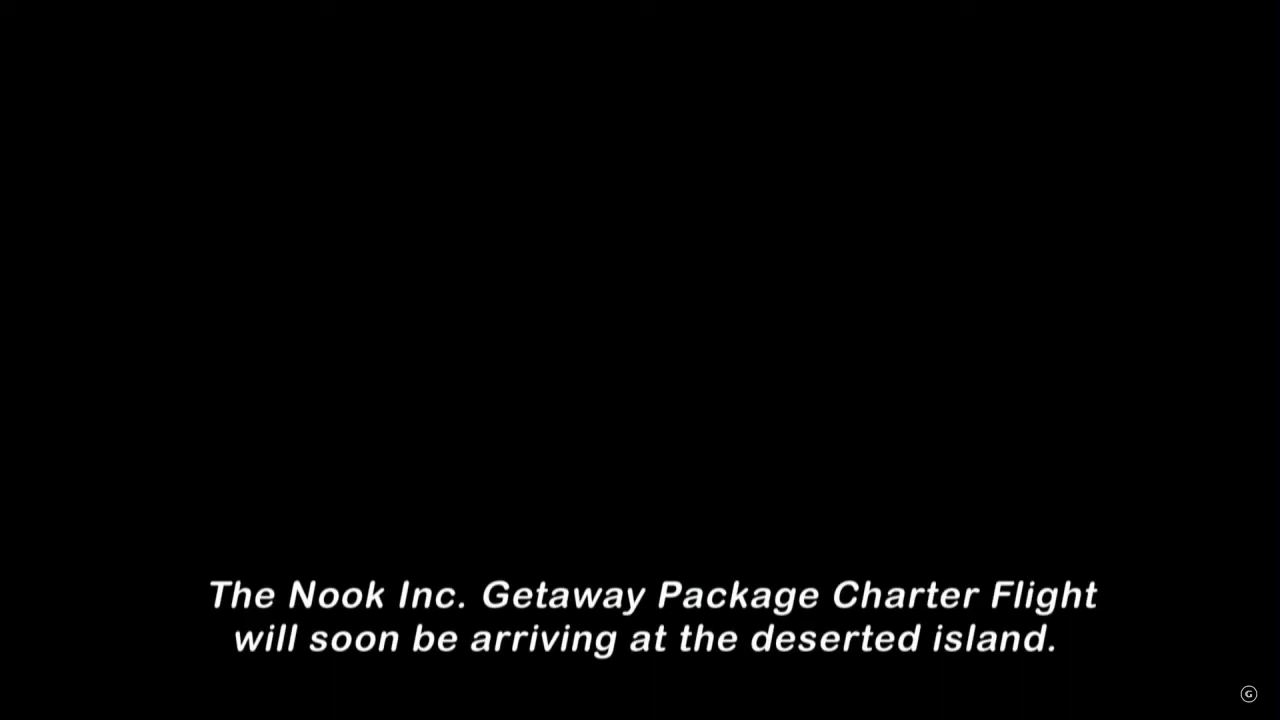 The Nook Inc. Getaway Package Charter Flight
will soon be arriving at the deserted island.
G